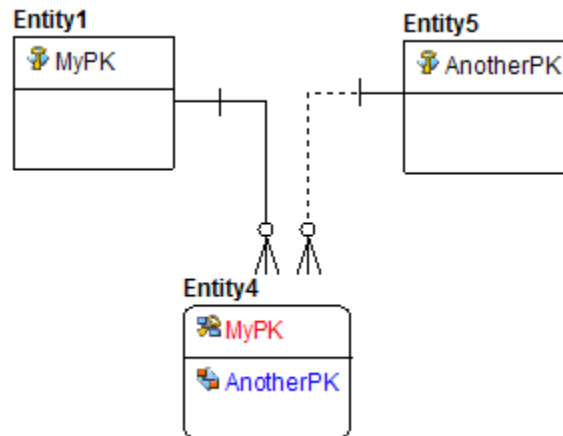 Entity1
MyPK
Entity5
AnotherPK
Entity4
MyPK
AnotherPK